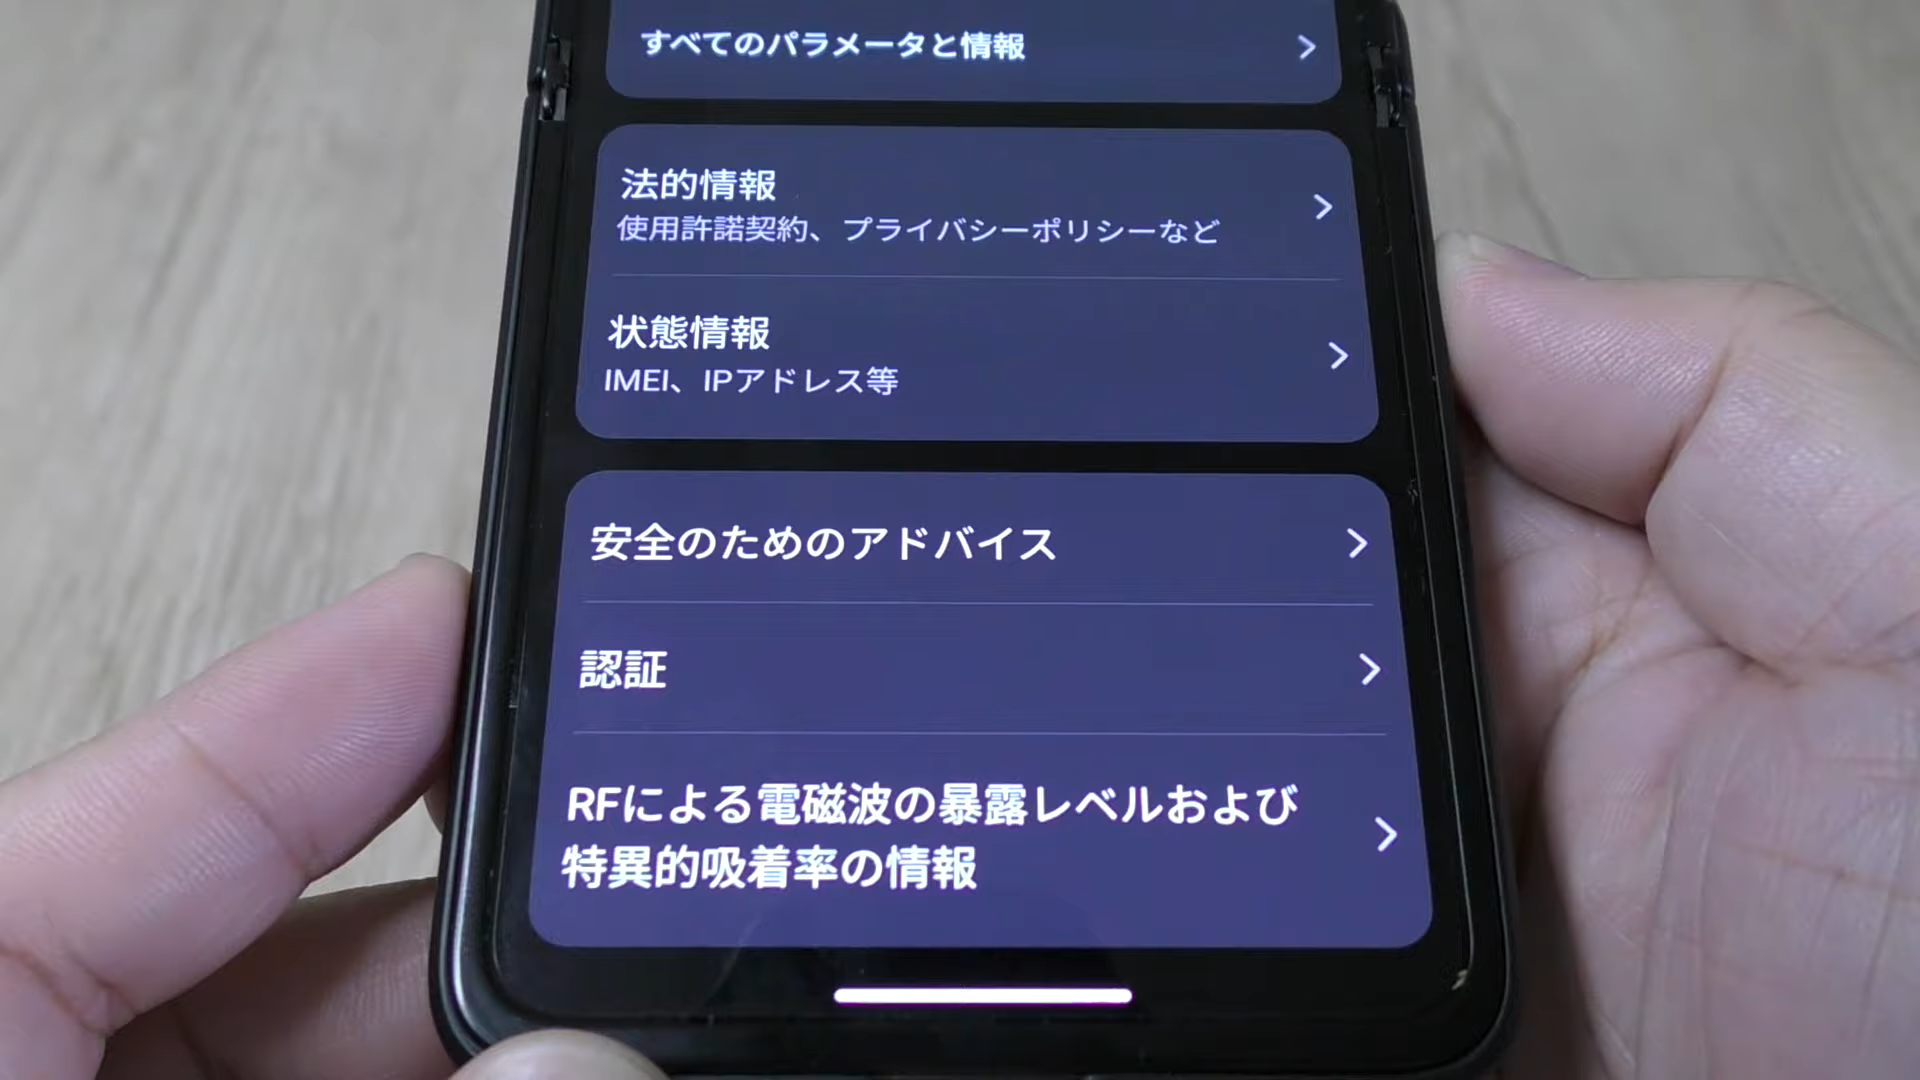 すべてのパラメータと情報
法的情報
使用許諾契約、プライバシーポリシーなど
状態情報
IMEI、IPアドレス等
安全のためのアドバイス
認証
RFによる電磁波の暴露レベルおよび
特異的吸着率の情報